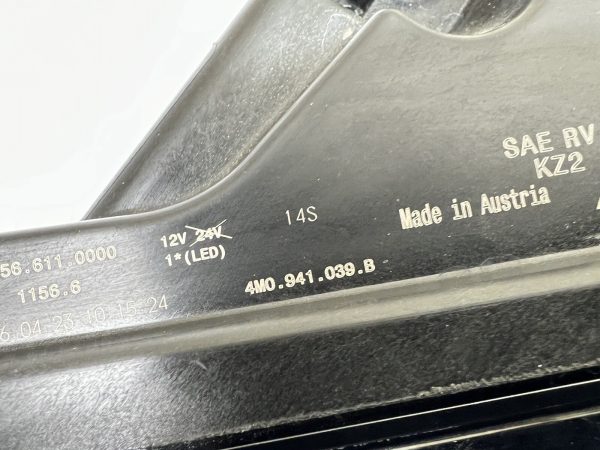 SAE RV
KZ2
Made in Austria
14S
12V 24V
1*(LED)
4M0.941.039.B
56.611.0000
1156.6
6.04.23 10:15:24